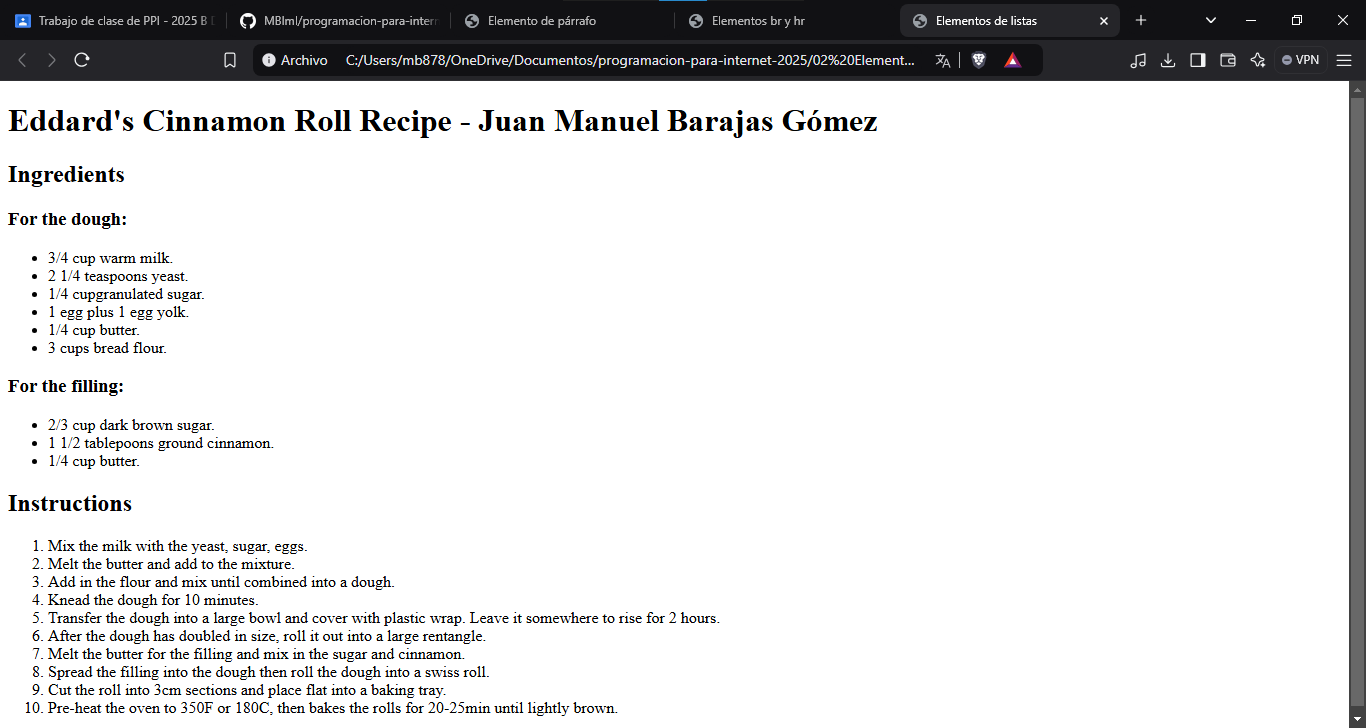 Trabajo de clase de PPI - 2025 B
MBIml/programacion-para-intern
Elemento de párrafo
Elementos br y hr
Elementos de listas
Archivo
C:/Users/mb878/OneDrive/Documentos/programacion-para-internet-2025/02%20Element...
VPN
Eddard's Cinnamon Roll Recipe - Juan Manuel Barajas Gómez
Ingredients
For the dough:
• 3/4 cup warm milk.
• 2 1/4 teaspoons yeast.
• 1/4 cupgranulated sugar.
• 1 egg plus 1 egg yolk.
• 1/4 cup butter.
• 3 cups bread flour.
For the filling:
• 2/3 cup dark brown sugar.
• 1 1/2 tablepoons ground cinnamon.
• 1/4 cup butter.
Instructions
1. Mix the milk with the yeast, sugar, eggs.
2. Melt the butter and add to the mixture.
3. Add in the flour and mix until combined into a dough.
4. Knead the dough for 10 minutes.
5. Transfer the dough into a large bowl and cover with plastic wrap. Leave it somewhere to rise for 2 hours.
6. After the dough has doubled in size, roll it out into a large rentangle.
7. Melt the butter for the filling and mix in the sugar and cinnamon.
8. Spread the filling into the dough then roll the dough into a swiss roll.
9. Cut the roll into 3cm sections and place flat into a baking tray.
10. Pre-heat the oven to 350F or 180C, then bakes the rolls for 20-25min until lightly brown.